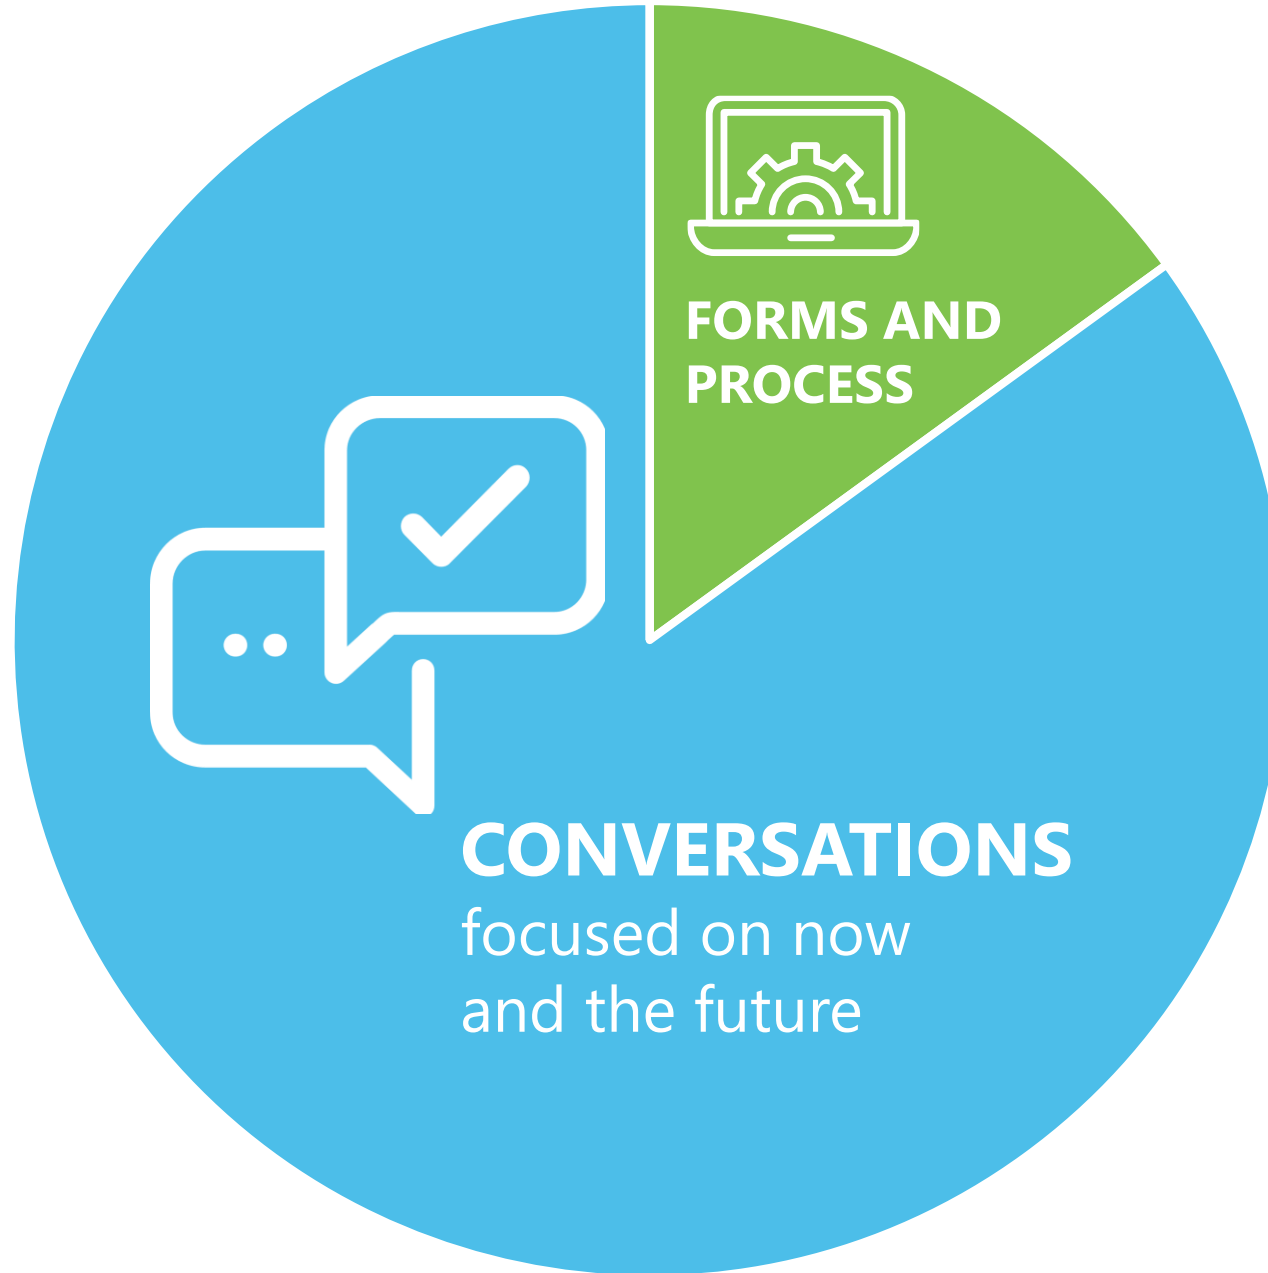 FORMS AND
PROCESS
CONVERSATIONS
focused on now
and the future